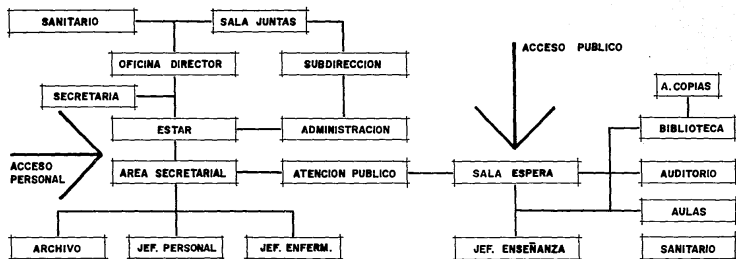 SANITARIO
SALA JUNTAS
ACCESO PUBLICO
OFICINA DIRECTOR
SUBDIRECCION
SECRETARIA
A. COPIAS
ESTAR
ADMINISTRACION
BIBLIOTECA
ACCESO
PERSONAL
AREA SECRETARIAL
ATENCION PUBLICO
SALA ESPERA
AUDITORIO
AULAS
ARCHIVO
JEF. PERSONAL
JEF. ENFERM.
JEF. ENSEÑANZA
SANITARIO